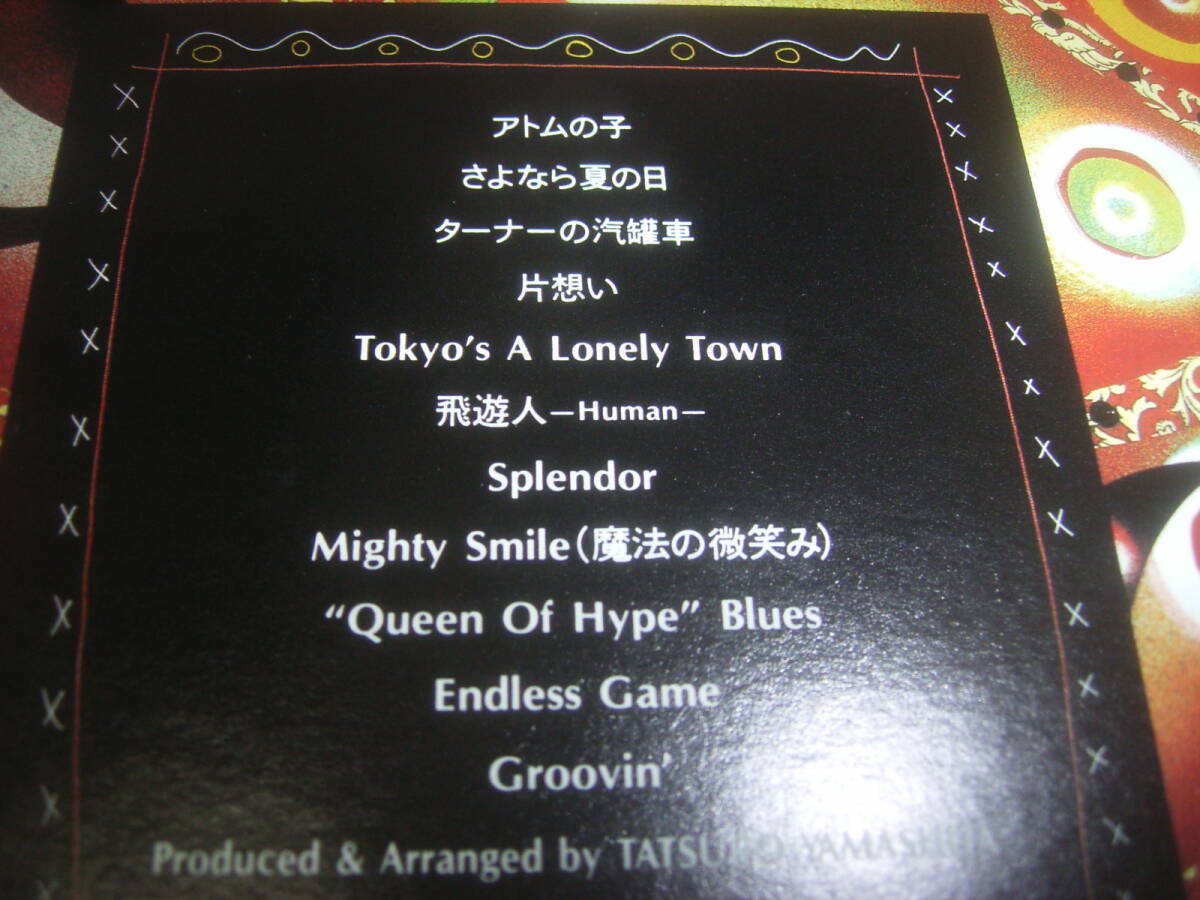 アトムの子
さよなら夏の日
ターナーの汽罐車
片想い
Tokyo's A Lonely Town
飛遊人—Human—
Splendor
Mighty Smile(魔法の微笑み)
“Queen Of Hype” Blues
Endless Game
Groovin'
Produced & Arranged by TATSURO YAMASHITA